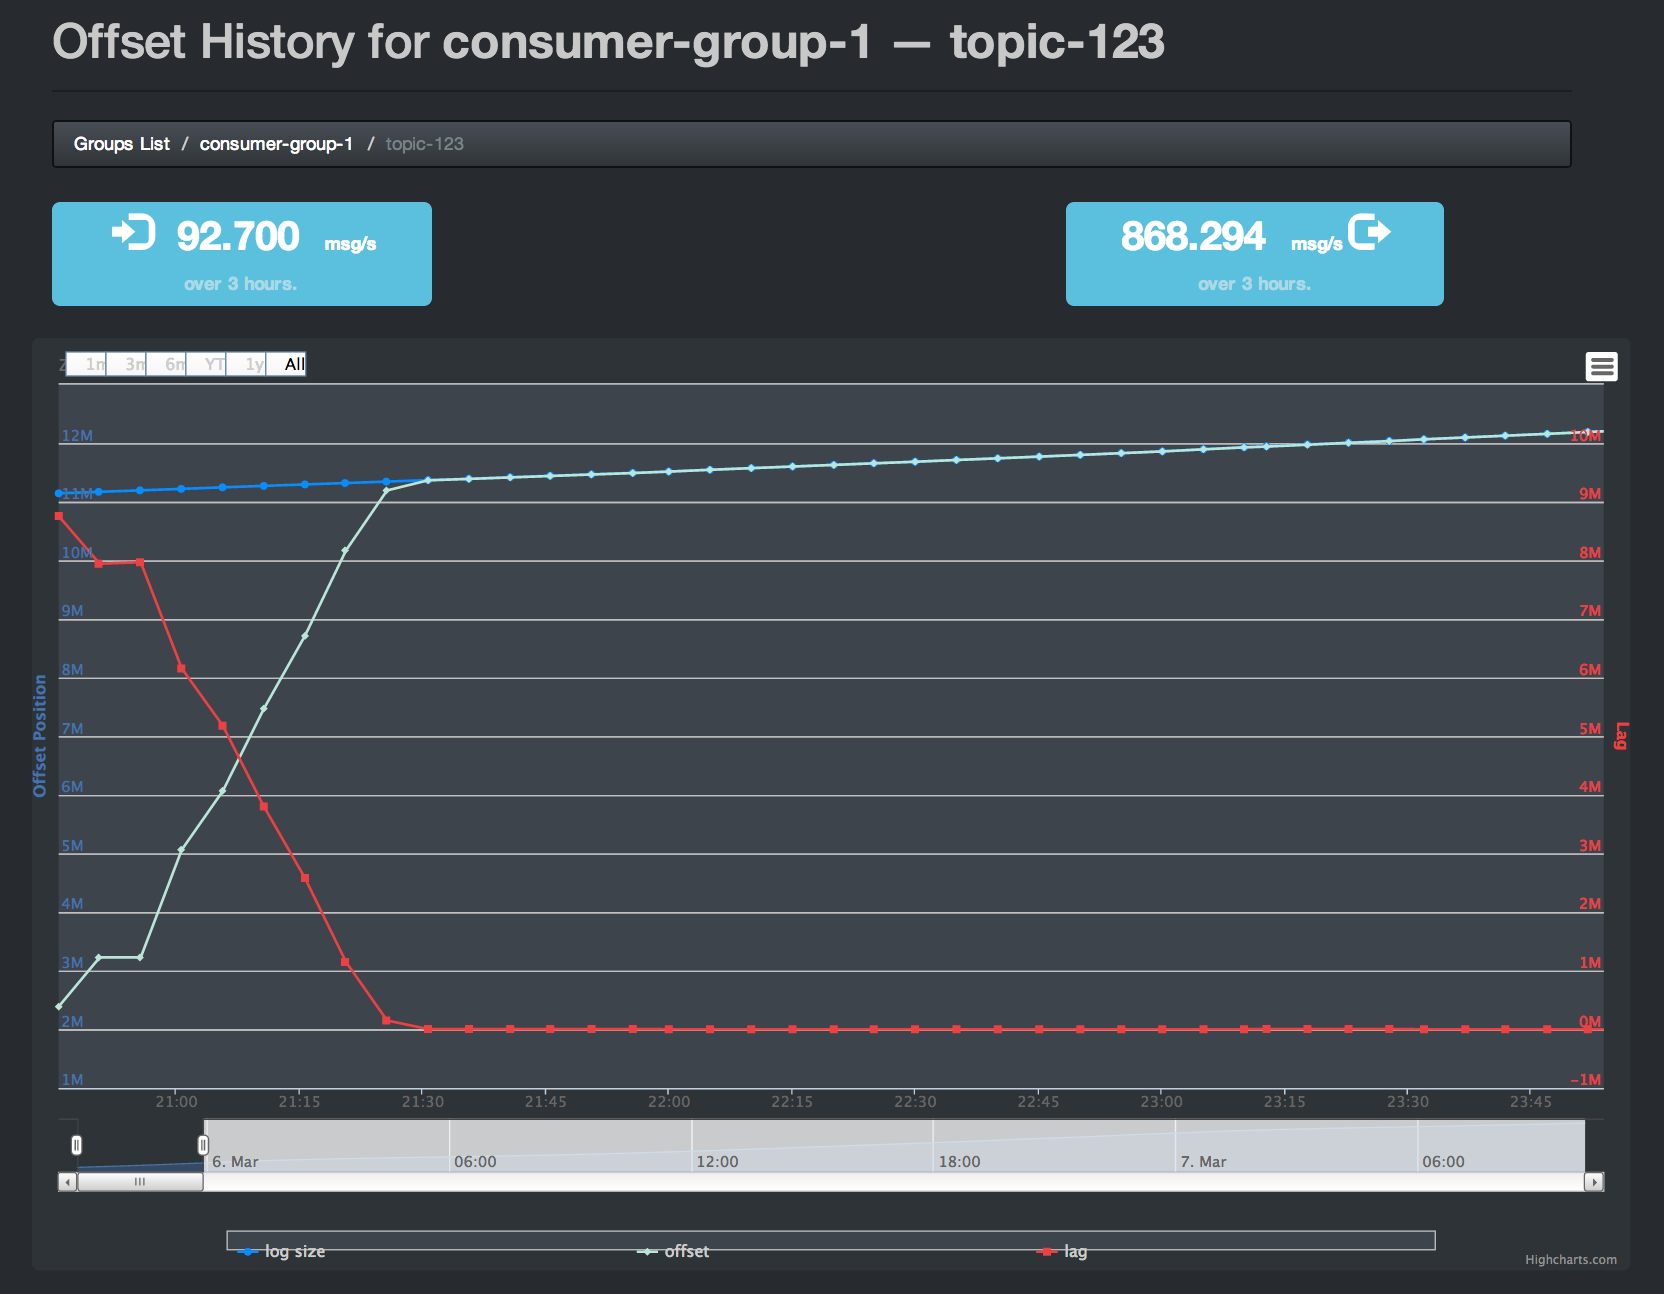 Offset History for consumer-group-1 — topic-123
Groups List / consumer-group-1 / topic-123
92.700 msg/s
over 3 hours.
868.294 msg/s
over 3 hours.
1m 3m 6m YT 1y All
12M
11M
10M
9M
8M
7M
6M
5M
4M
3M
2M
1M
Offset Position
10M
9M
8M
7M
6M
5M
4M
3M
2M
1M
0M
-1M
Lag
21:00 21:15 21:30 21:45 22:00 22:15 22:30 22:45 23:00 23:15 23:30 23:45
6. Mar 06:00 12:00 18:00 7. Mar 06:00
log size offset lag
Highcharts.com